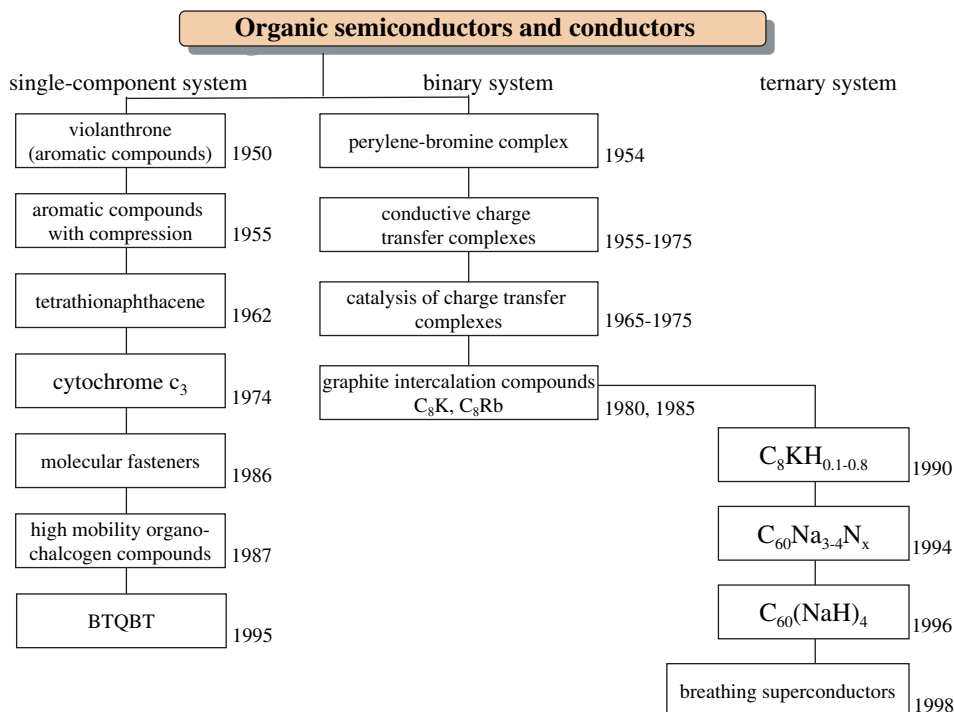 Organic semiconductors and conductors
single-component system
violanthrone
(aromatic compounds)
1950
aromatic compounds
with compression
1955
tetrathionaphthacene
1962
cytochrome c₃
1974
molecular fasteners
1986
high mobility organo-
chalcogen compounds
1987
BTQBT
1995
binary system
perylene-bromine complex
1954
conductive charge
transfer complexes
1955-1975
catalysis of charge transfer
complexes
1965-1975
graphite intercalation compounds
C₈K, C₈Rb
1980, 1985
ternary system
C₈KH₀.₁₋₀.₈
1990
C₆₀Na₃₋₄Nₓ
1994
C₆₀(NaH)₄
1996
breathing superconductors
1998